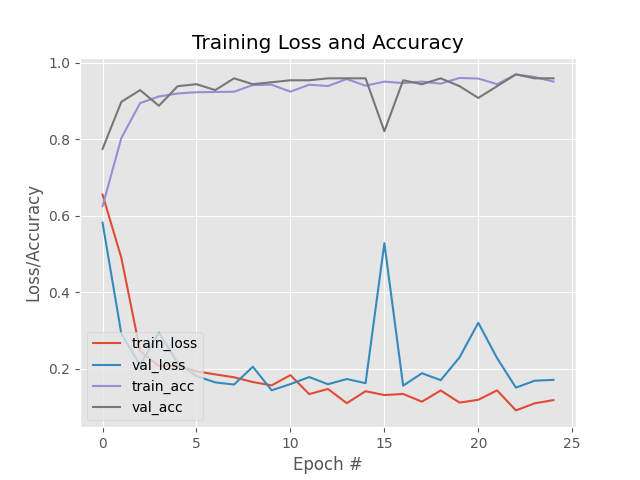 Training Loss and Accuracy
Loss/Accuracy
1.0
0.8
0.6
0.4
0.2
train_loss
val_loss
train_acc
val_acc
0 5 10 15 20 25
Epoch #